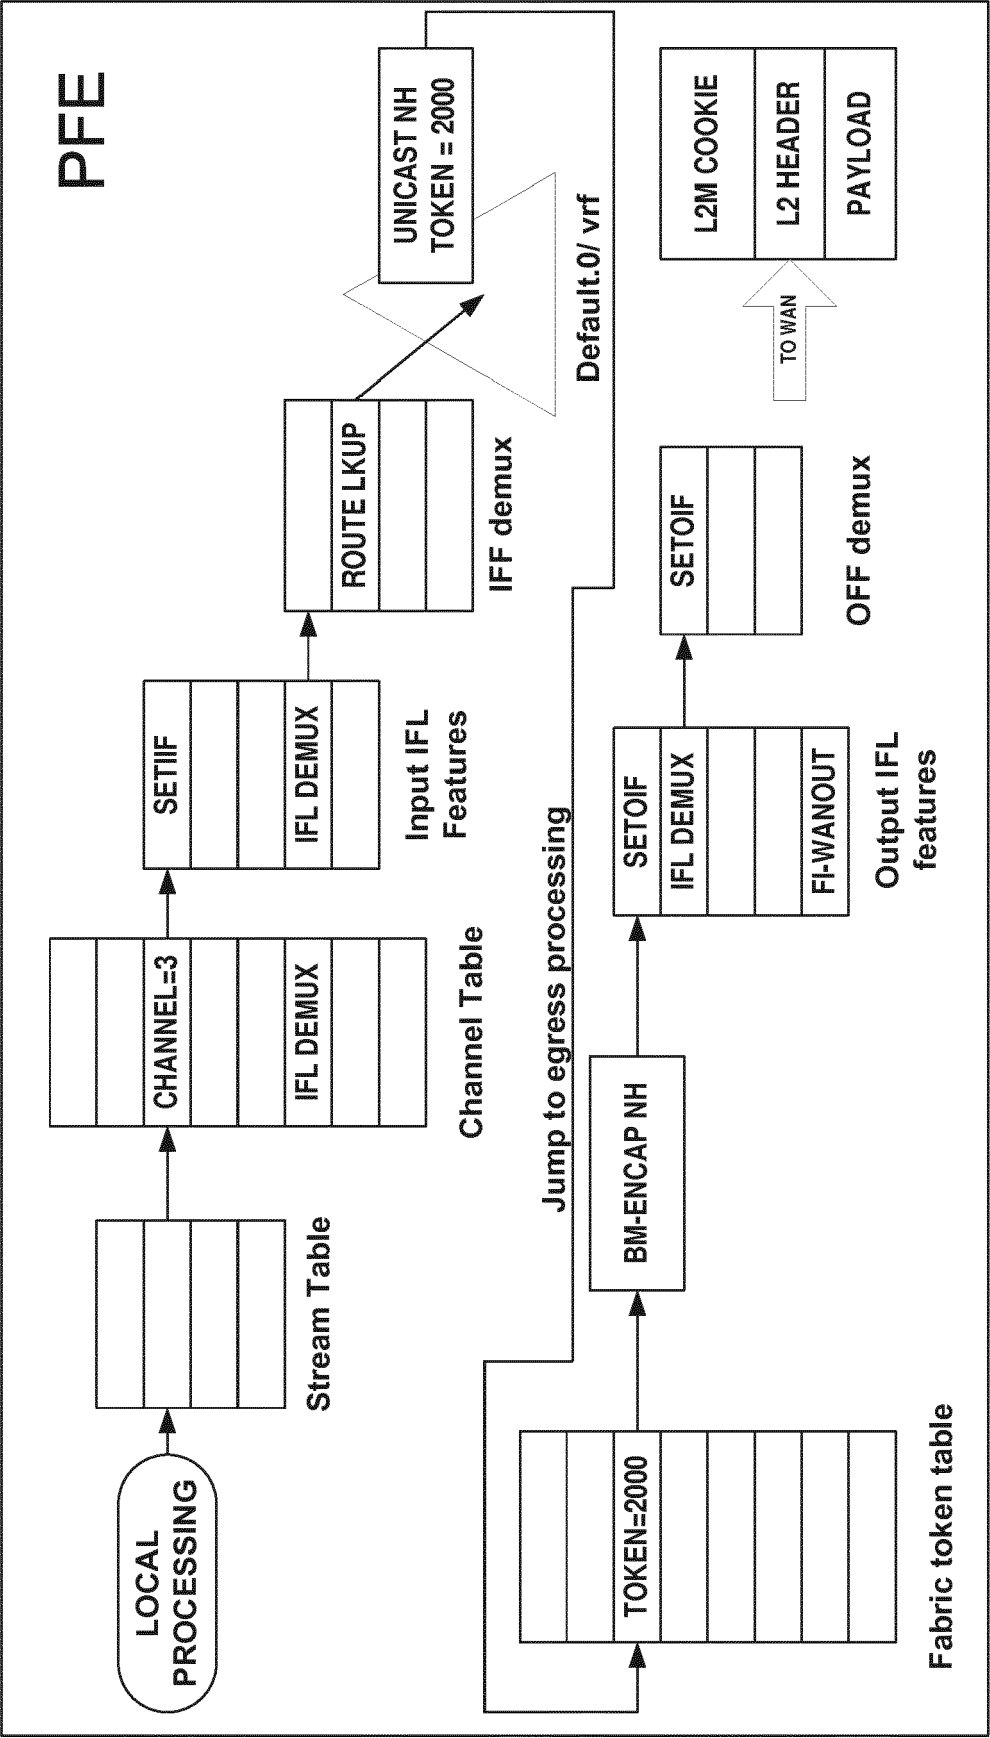 PFE
LOCAL
PROCESSING
Stream Table
CHANNEL=3
IFL DEMUX
Channel Table
SETIIF
IFL DEMUX
Input IFL
Features
ROUTE LKUP
IFF demux
UNICAST NH
TOKEN = 2000
Default.0/ vrf
Jump to egress processing
TOKEN=2000
Fabric token table
BM-ENCAP NH
SETOIF
IFL DEMUX
FI-WANOUT
Output IFL
features
SETOIF
OFF demux
TO WAN
L2M COOKIE
L2 HEADER
PAYLOAD